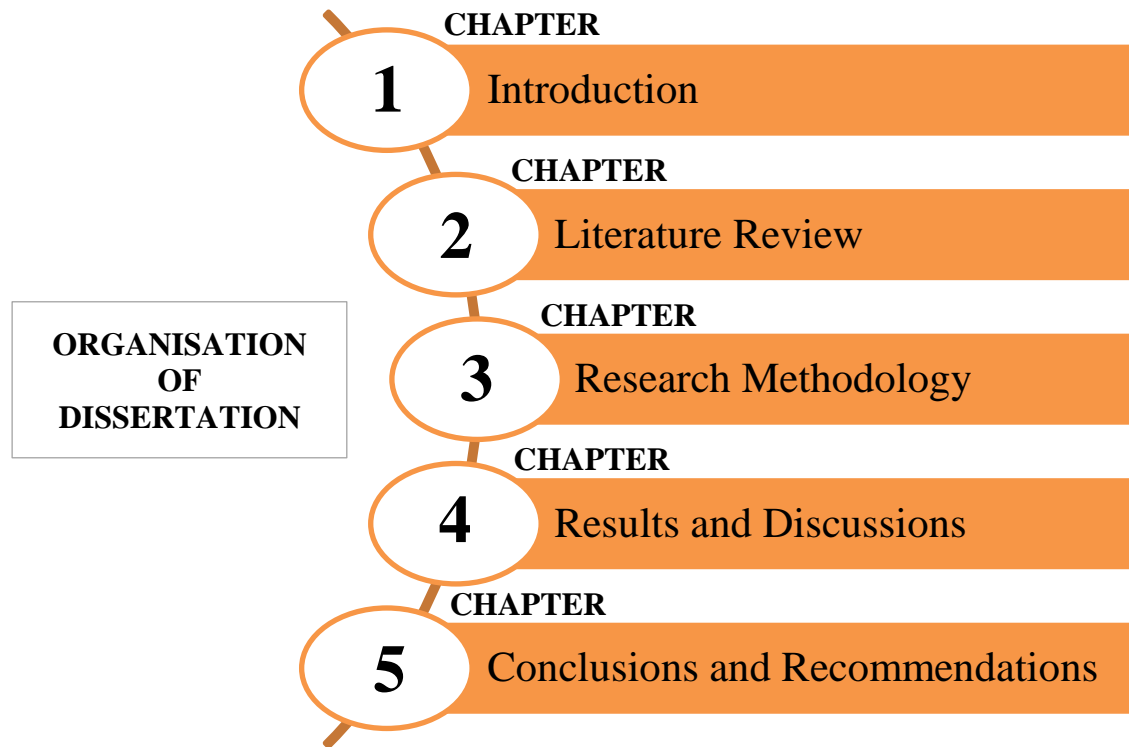 CHAPTER
1
Introduction
CHAPTER
2
Literature Review
ORGANISATION
OF
DISSERTATION
CHAPTER
3
Research Methodology
CHAPTER
4
Results and Discussions
CHAPTER
5
Conclusions and Recommendations